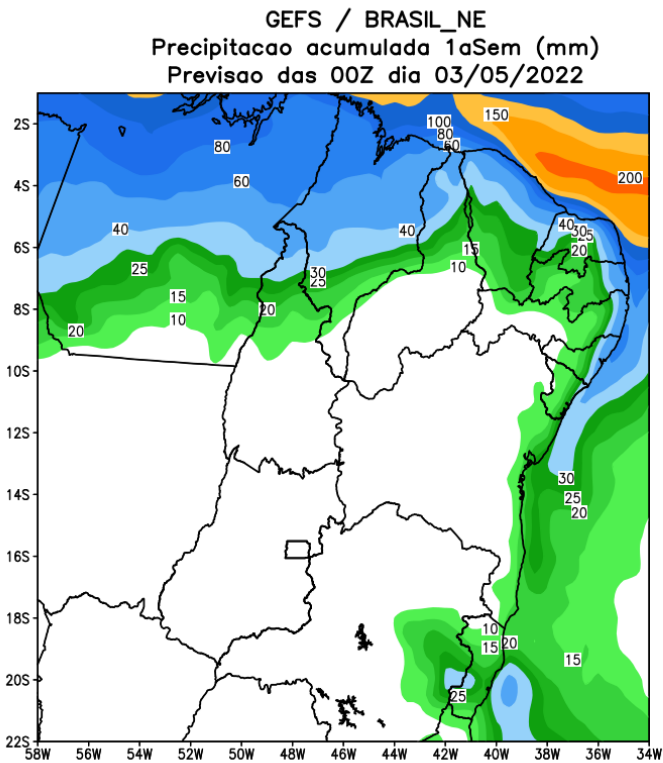 GEFS / BRASIL_NE
Precipitacao acumulada 1aSem (mm)
Previsao das 00Z dia 03/05/2022
2S
4S
6S
8S
10S
12S
14S
16S
18S
20S
22S
100
150
80
80
60
60
200
40
40
40
30
25
20
25
15
10
30
25
15
10
20
20
30
25
20
10
15
20
15
25
58W 56W 54W 52W 50W 48W 46W 44W 42W 40W 38W 36W 34W